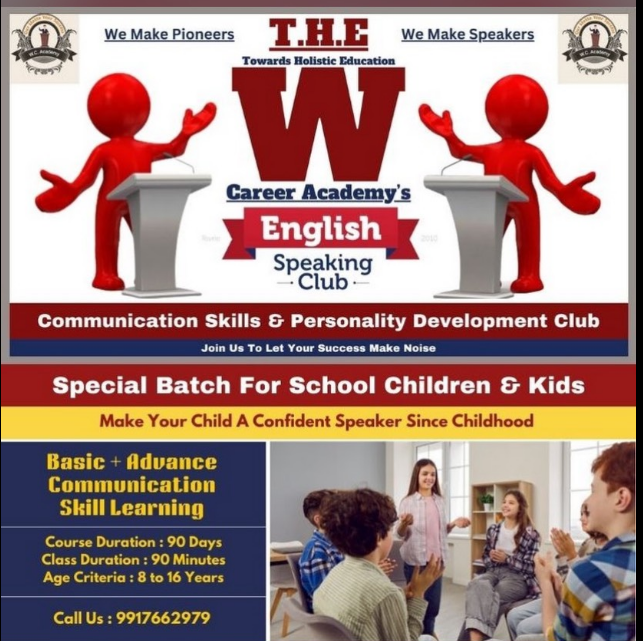 We Make Pioneers
T.H.E
We Make Speakers
Towards Holistic Education
W
Career Academy's
English
Speaking
Club
Communication Skills & Personality Development Club
Join Us To Let Your Success Make Noise
Special Batch For School Children & Kids
Make Your Child A Confident Speaker Since Childhood
Basic + Advance
Communication
Skill Learning
Course Duration : 90 Days
Class Duration : 90 Minutes
Age Criteria : 8 to 16 Years
Call Us : 9917662979